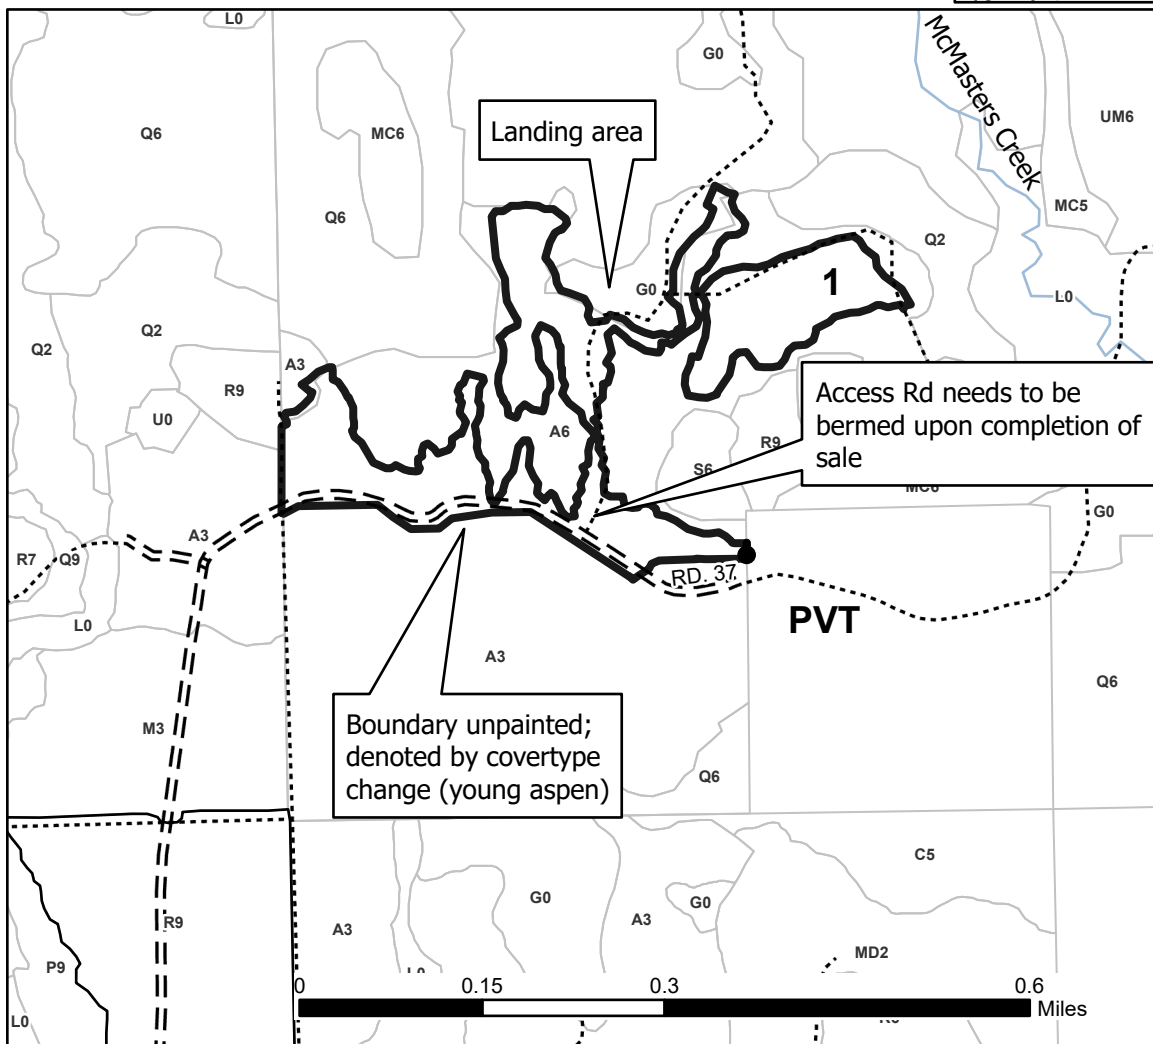 L0
G0
McMasters Creek
UM6
Q6
MC6
Landing area
Q6
MC5
Q2
G0
1
L0
Q2
Q2
A3
R9
U0
A6
Access Rd needs to be
bermed upon completion of
sale
R9
S6
MC6
G0
A3
R7
Q9
L0
RD. 37
PVT
A3
Q6
M3
Boundary unpainted;
denoted by covertype
change (young aspen)
Q6
C5
G0
G0
A3
A3
R9
MD2
P9
L0
0
0.15
0.3
0.6
Miles
L0